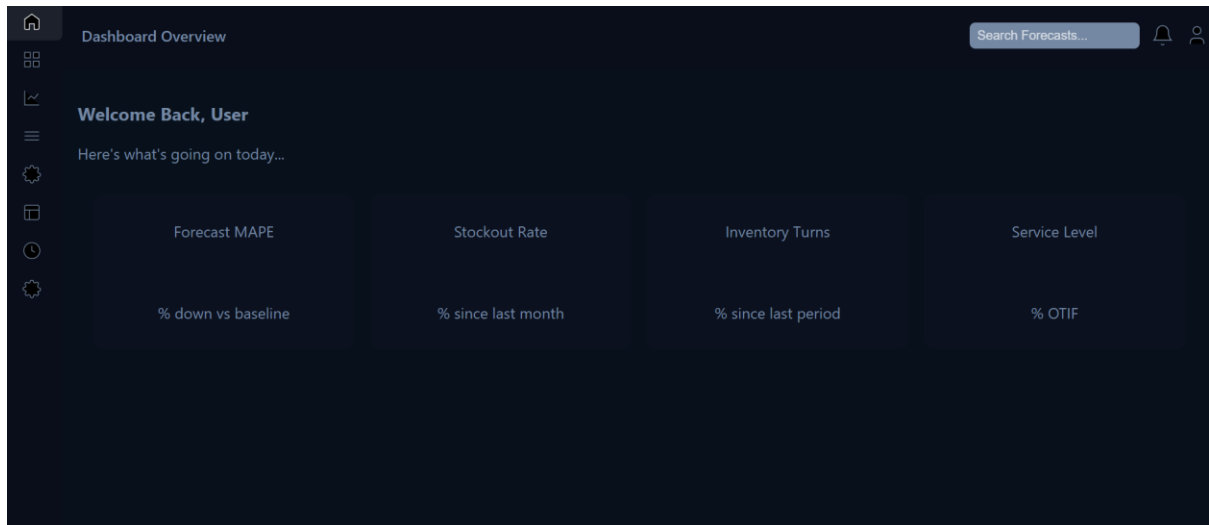 Dashboard Overview
Search Forecasts...
Welcome Back, User
Here's what's going on today...
Forecast MAPE
Stockout Rate
Inventory Turns
Service Level
% down vs baseline
% since last month
% since last period
% OTIF